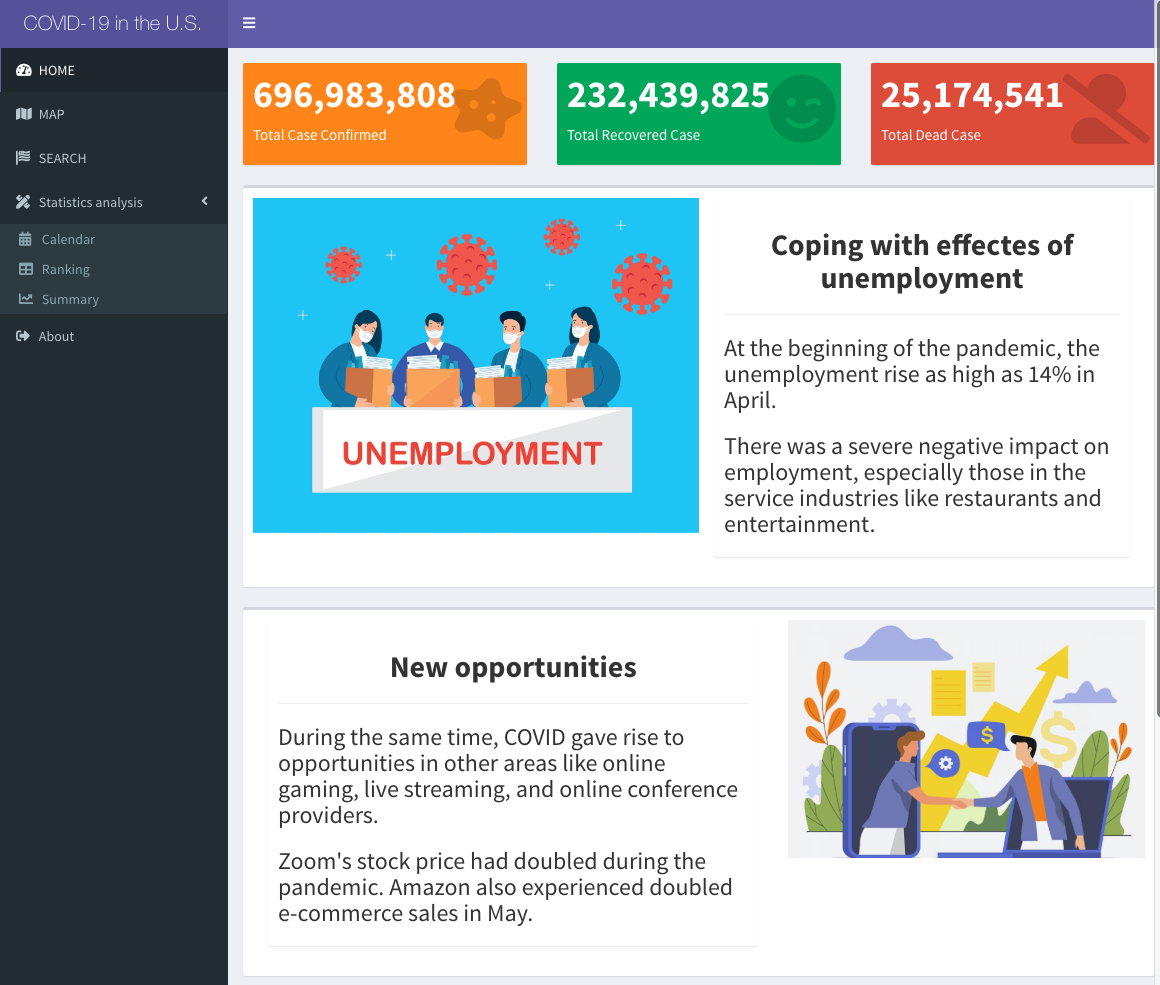 COVID-19 in the U.S.
HOME
MAP
SEARCH
Statistics analysis
Calendar
Ranking
Summary
About
696,983,808
Total Case Confirmed
232,439,825
Total Recovered Case
25,174,541
Total Dead Case
UNEMPLOYMENT
Coping with effectes of
unemployment
At the beginning of the pandemic, the
unemployment rise as high as 14% in
April.
There was a severe negative impact on
employment, especially those in the
service industries like restaurants and
entertainment.
New opportunities
During the same time, COVID gave rise to
opportunities in other areas like online
gaming, live streaming, and online conference
providers.
Zoom's stock price had doubled during the
pandemic. Amazon also experienced doubled
e-commerce sales in May.
$
$